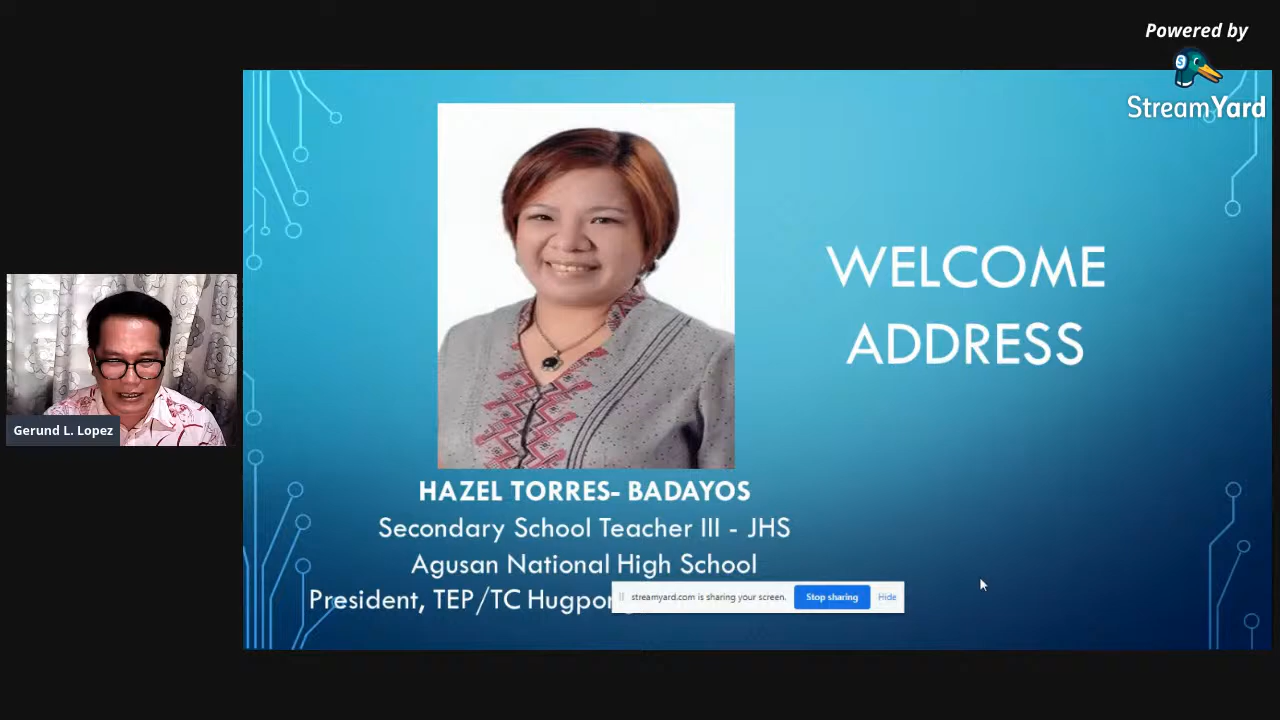 Powered by
StreamYard
WELCOME
ADDRESS
Gerund L. Lopez
HAZEL TORRES- BADAYOS
Secondary School Teacher III - JHS
Agusan National High School
President, TEP/TC
streamyard.com is sharing your screen.
Stop sharing
Hide